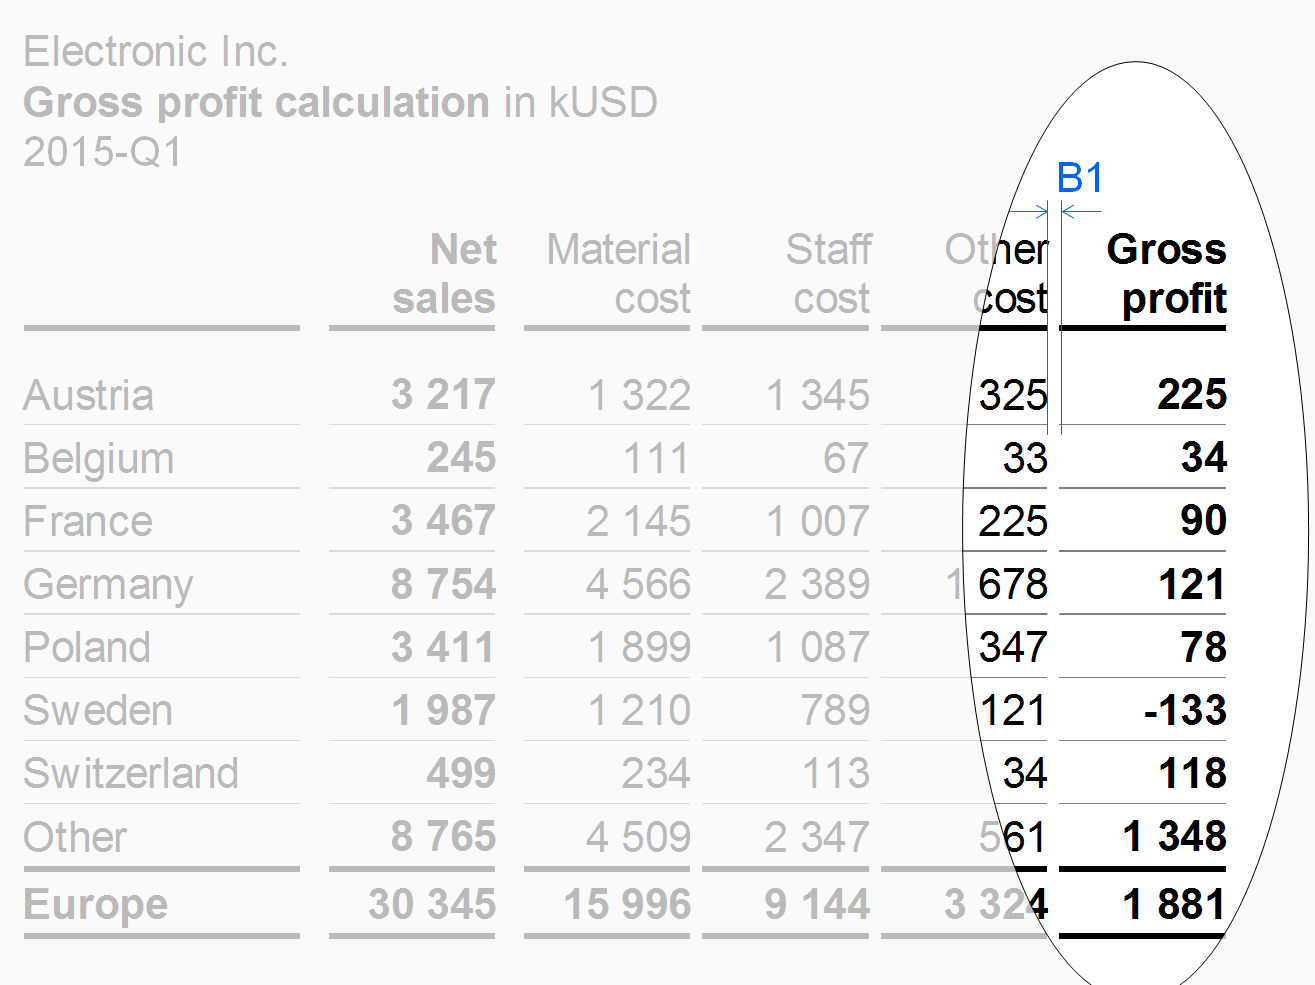 Electronic Inc.
Gross profit calculation in kUSD
2015-Q1
B1
Net sales Material cost Staff cost Other cost Gross profit
Austria 3 217 1 322 1 345 325 225
Belgium 245 111 67 33 34
France 3 467 2 145 1 007 225 90
Germany 8 754 4 566 2 389 1 678 121
Poland 3 411 1 899 1 087 347 78
Sweden 1 987 1 210 789 121 -133
Switzerland 499 234 113 34 118
Other 8 765 4 509 2 347 561 1 348
Europe 30 345 15 996 9 144 3 324 1 881